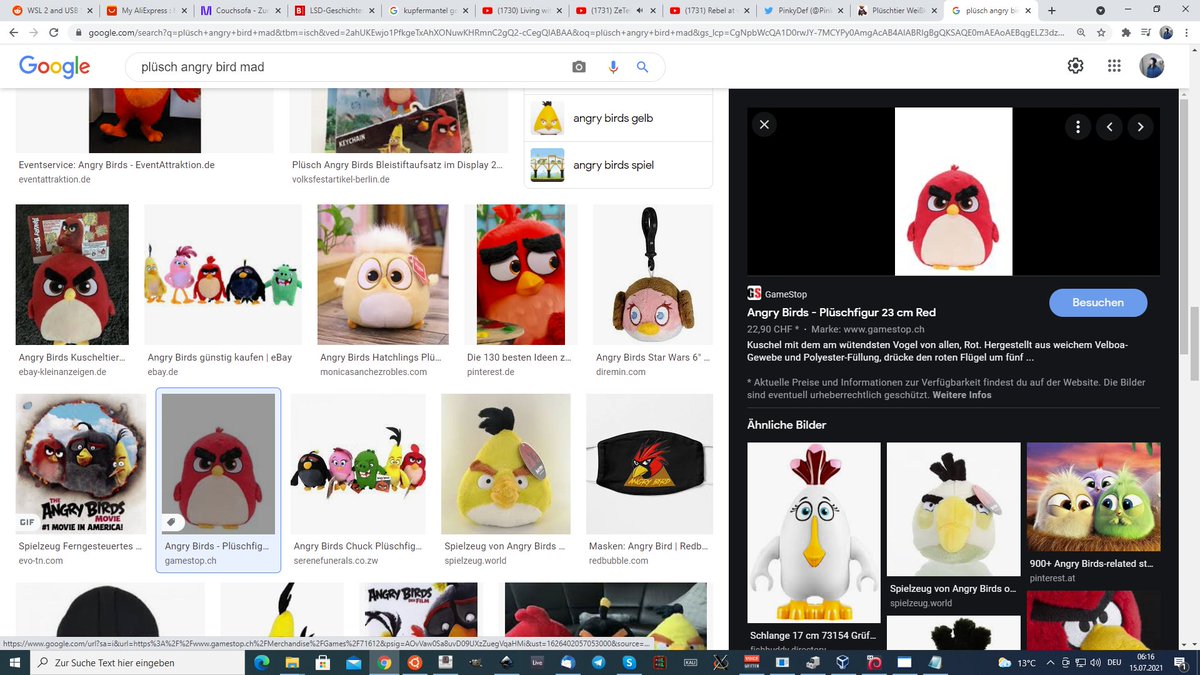 WSL 2 and USB
My AliExpress :
Couchsofa - Zur
LSD-Geschichte
kupfermantel ge
(1730) Living wi
(1731) ZeTe
(1731) Rebel at
PinkyDef (@Pink
Plüschtier Weiß
plüsch angry bi
google.com/search?q=plüsch+angry+bird+mad&tbm=isch&ved=2ahUKEwjo1PfkgeTxAhXONuwKHRmnC2gQ2-cCegQIABAA&oq=plüsch+angry+bird+mad&gs_lcp=CgNpbWcQA1D0rwJY-7MCYPy0AmgAcAB4AIABRIgBgQKSAQE0mAEAoAEBqgELZ3dz...
Google
plüsch angry bird mad
angry birds gelb
angry birds spiel
KEYCHAIN
Eventservice: Angry Birds - EventAttraktion.de
eventattraktion.de
Plüsch Angry Birds Bleistiftaufsatz im Display 2...
volksfestartikel-berlin.de
Angry Birds Kuscheltier...
ebay-kleinanzeigen.de
Angry Birds günstig kaufen | eBay
ebay.de
Angry Birds Hatchlings Plü...
monicasanchezrobles.com
Die 130 besten Ideen z...
pinterest.de
Angry Birds Star Wars 6" ...
diremin.com
THE
ANGRY BIRDS
MOVIE
#1 MOVIE IN AMERICA!
GIF
Spielzeug Ferngesteuertes ...
evo-tn.com
Angry Birds - Plüschfig...
gamestop.ch
Angry Birds Chuck Plüschfig...
serenefunerals.co.zw
Spielzeug von Angry Birds ...
spielzeug.world
ANGRY BIRD
Masken: Angry Bird | Redb...
redbubble.com
ANGRY BIRDS
DER FILM
GS GameStop
Besuchen
Angry Birds - Plüschfigur 23 cm Red
22,90 CHF * · Marke: www.gamestop.ch
Kuschel mit dem am wütendsten Vogel von allen, Rot. Hergestellt aus weichem Velboa-
Gewebe und Polyester-Füllung, drücke den roten Flügel um fünf ...
* Aktuelle Preise und Informationen zur Verfügbarkeit findest du auf der Website. Die Bilder
sind eventuell urheberrechtlich geschützt. Weitere Infos
Ähnliche Bilder
Schlange 17 cm 73154 Grüf...
fishbuddy.directory
Spielzeug von Angry Birds o...
spielzeug.world
900+ Angry Birds-related st...
pinterest.at
https://www.google.com/url?sa=i&url=https%3A%2F%2Fwww.gamestop.ch%2FMerchandise%2FGames%2F71612&psig=AOvVaw0Sa8uvD09UXzZuegVqaHMi&ust=1626402057053000&source=...
Zur Suche Text hier eingeben
Live
KALI
13°C
DEU
06:16
15.07.2021
1